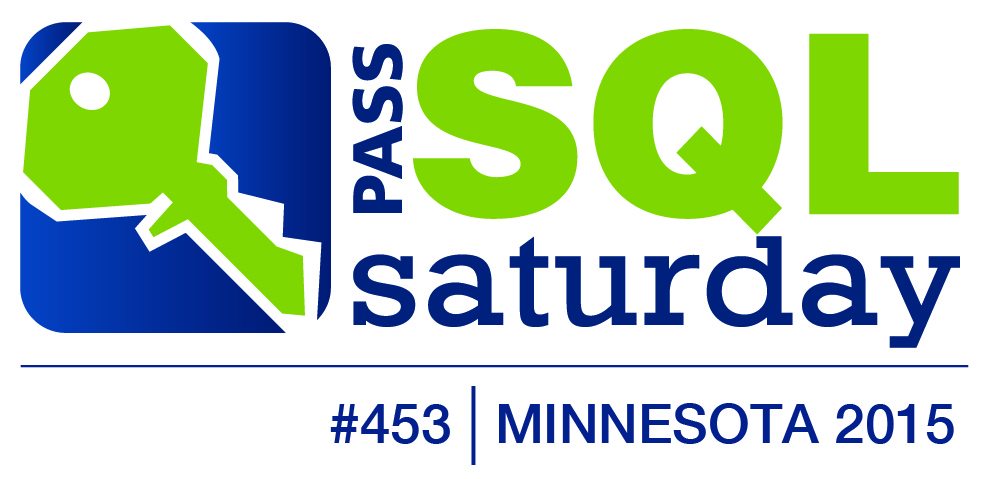 PASS
SQL
saturday
#453 | MINNESOTA 2015